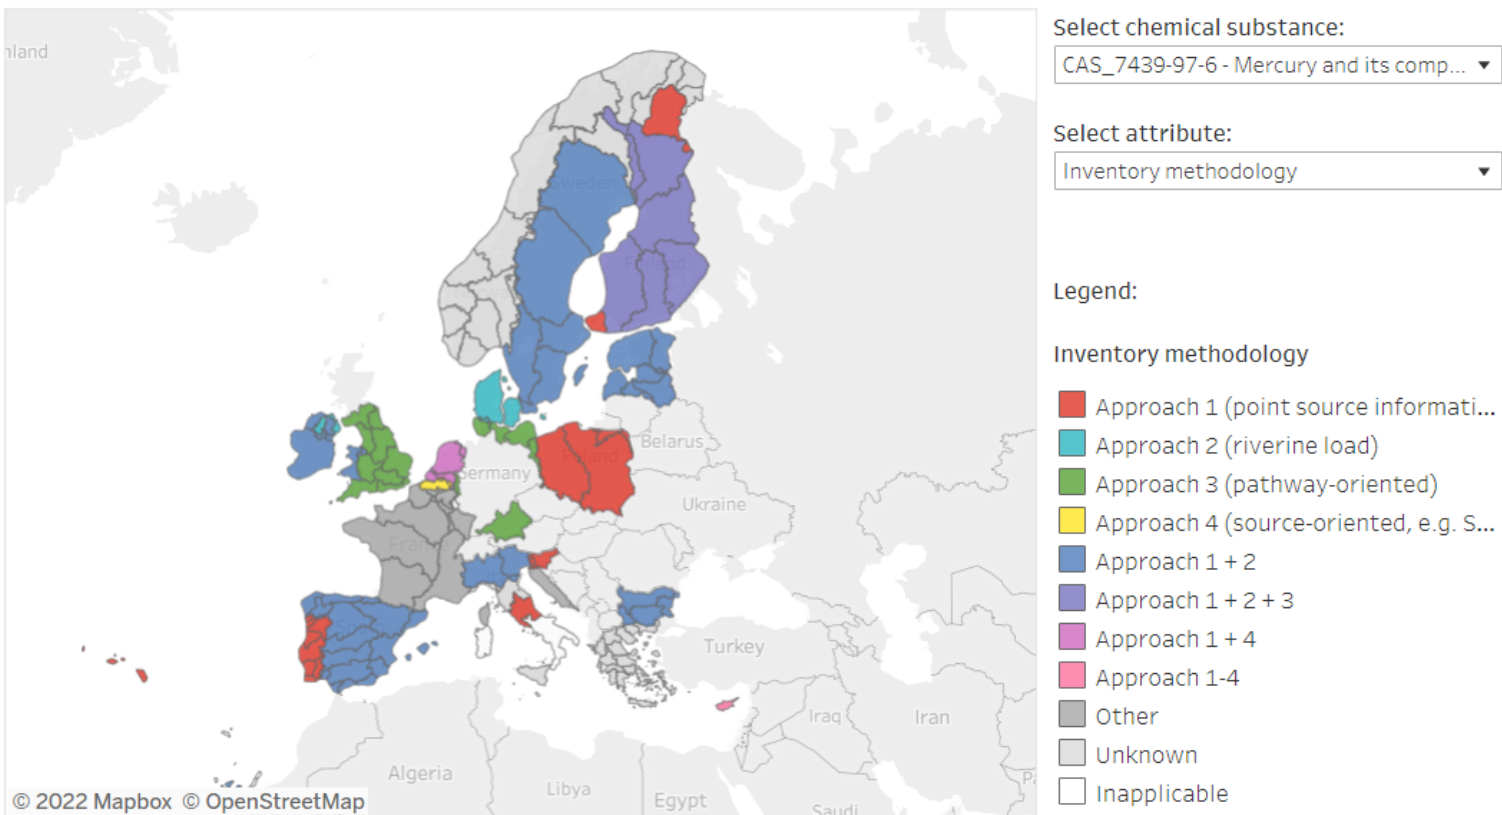 Select chemical substance:
CAS_7439-97-6 - Mercury and its comp...
Select attribute:
Inventory methodology
Legend:
Inventory methodology
Approach 1 (point source informati...
Approach 2 (riverine load)
Approach 3 (pathway-oriented)
Approach 4 (source-oriented, e.g. S...
Approach 1 + 2
Approach 1 + 2 + 3
Approach 1 + 4
Approach 1-4
Other
Unknown
Inapplicable
nland
Sweden
Finland
Belarus
Poland
Germany
Ukraine
France
Turkey
Iraq
Iran
Algeria
Libya
Egypt
Saudi
© 2022 Mapbox © OpenStreetMap